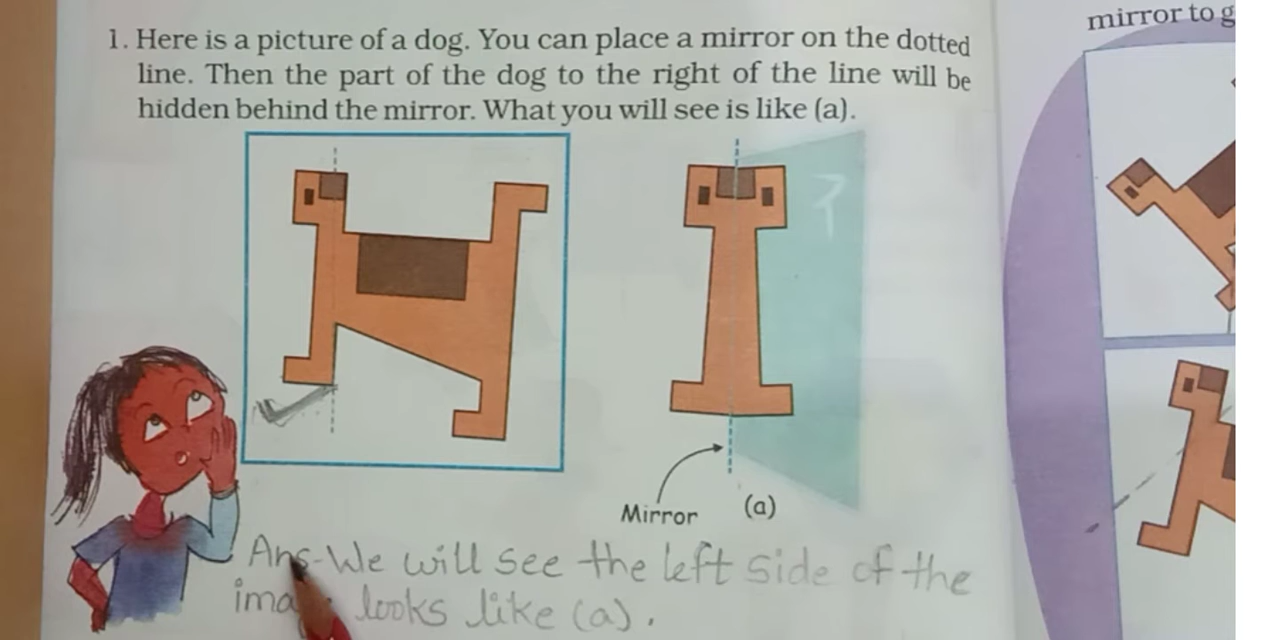 1. Here is a picture of a dog. You can place a mirror on the dotted
line. Then the part of the dog to the right of the line will be
hidden behind the mirror. What you will see is like (a).
mirror to g
?
Mirror
(a)
Ans-We will see the left side of the
looks like (a).